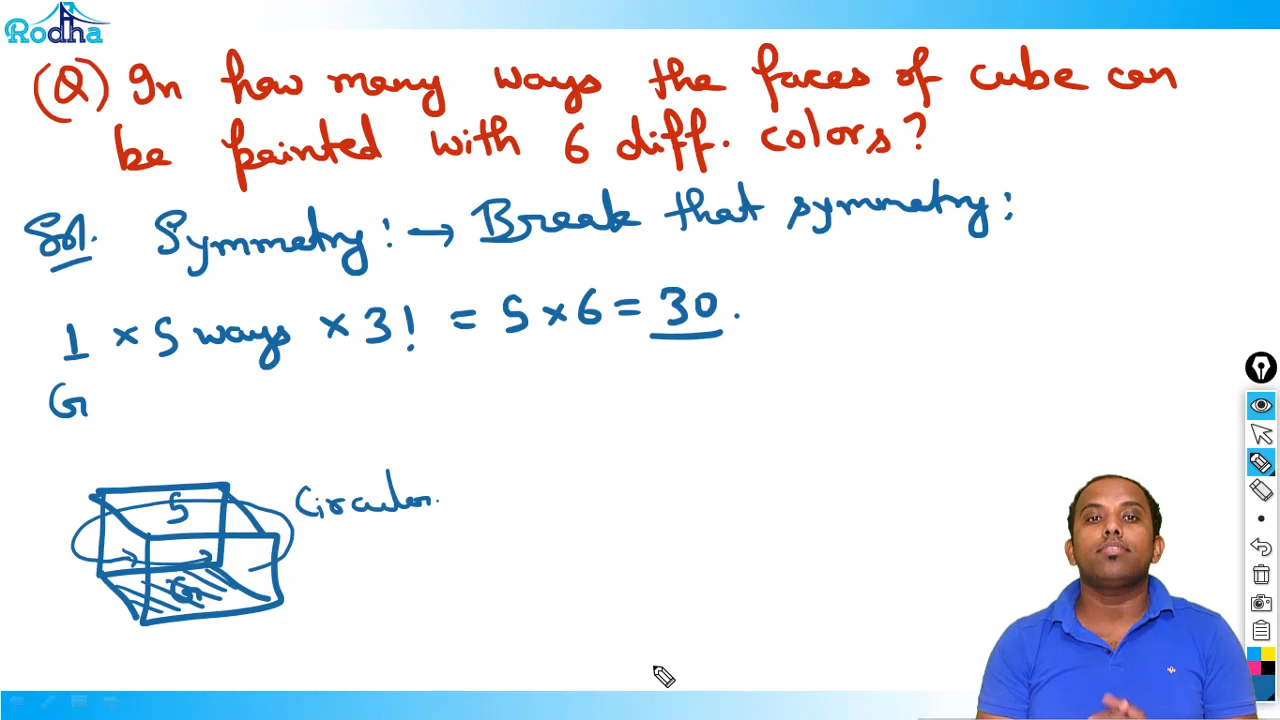 Rodha
(Q) In how many ways the faces of cube can
be painted with 6 diff. colors?
Sol. Symmetry: → Break that symmetry:
1 × 5 ways × 3! = 5 × 6 = 30.
G
5
Circular.
G